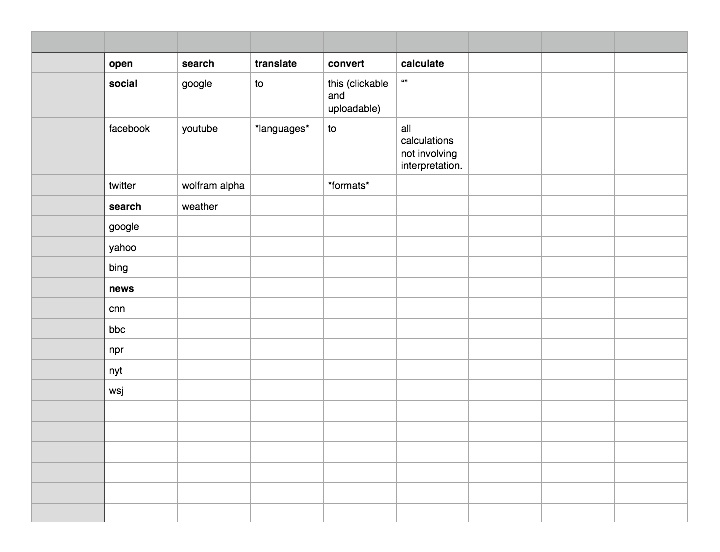 open search translate convert calculate
social google to this (clickable “”
and
uploadable)
facebook youtube *languages* to all
calculations
not involving
interpretation.
twitter wolfram alpha *formats*
search weather
google
yahoo
bing
news
cnn
bbc
npr
nyt
wsj